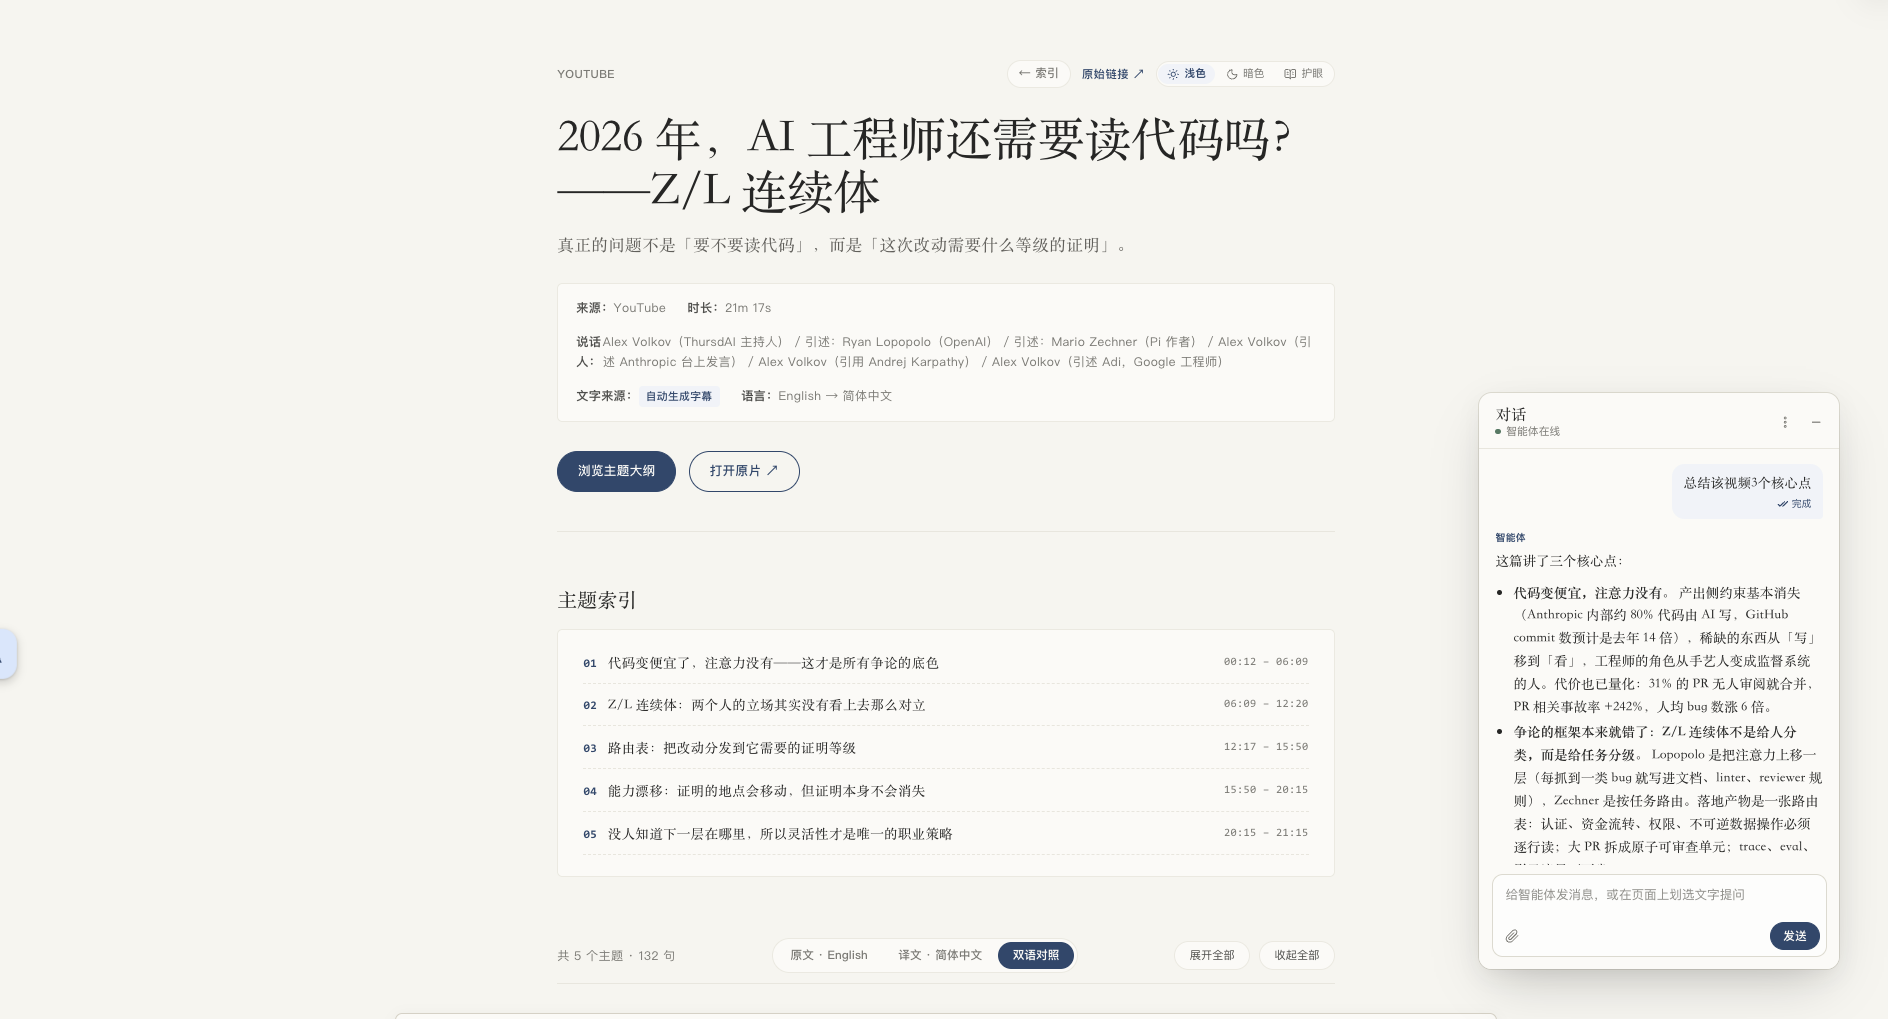 YOUTUBE
← 索引
原始链接 ↗
浅色
暗色
护眼
2026 年，AI 工程师还需要读代码吗？
——Z/L 连续体
真正的问题不是「要不要读代码」，而是「这次改动需要什么等级的证明」。
来源： YouTube 时长： 21m 17s
说话 Alex Volkov（ThursdAI 主持人） / 引述：Ryan Lopopolo（OpenAI） / 引述：Mario Zechner（Pi 作者） / Alex Volkov（引
人： 述 Anthropic 台上发言） / Alex Volkov（引用 Andrej Karpathy） / Alex Volkov（引述 Adi，Google 工程师）
文字来源： 自动生成字幕 语言： English → 简体中文
浏览主题大纲
打开原片 ↗
主题索引
01 代码变便宜了，注意力没有——这才是所有争论的底色 00:12 – 06:09
02 Z/L 连续体：两个人的立场其实没有看上去那么对立 06:09 – 12:20
03 路由表：把改动分发到它需要的证明等级 12:17 – 15:50
04 能力漂移：证明的地点会移动，但证明本身不会消失 15:50 – 20:15
05 没人知道下一层在哪里，所以灵活性才是唯一的职业策略 20:15 – 21:15
共 5 个主题 · 132 句
原文 · English
译文 · 简体中文
双语对照
展开全部
收起全部
对话
智能体在线
总结该视频3个核心点
完成
智能体
这篇讲了三个核心点：
代码变便宜，注意力没有。 产出侧约束基本消失
（Anthropic 内部约 80% 代码由 AI 写，GitHub
commit 数预计是去年 14 倍），稀缺的东西从「写」
移到「看」，工程师的角色从手艺人变成监督系统
的人。代价也已量化：31% 的 PR 无人审阅就合并，
PR 相关事故率 +242%，人均 bug 数涨 6 倍。
争论的框架本来就错了：Z/L 连续体不是给人分
类，而是给任务分级。 Lopopolo 是把注意力上移一
层（每抓到一类 bug 就写进文档、linter、reviewer 规
则），Zechner 是按任务路由。落地产物是一张路由
表：认证、资金流转、权限、不可逆数据操作必须
逐行读；大 PR 拆成原子可审查单元；trace、eval、
给智能体发消息，或在页面上划选文字提问
发送